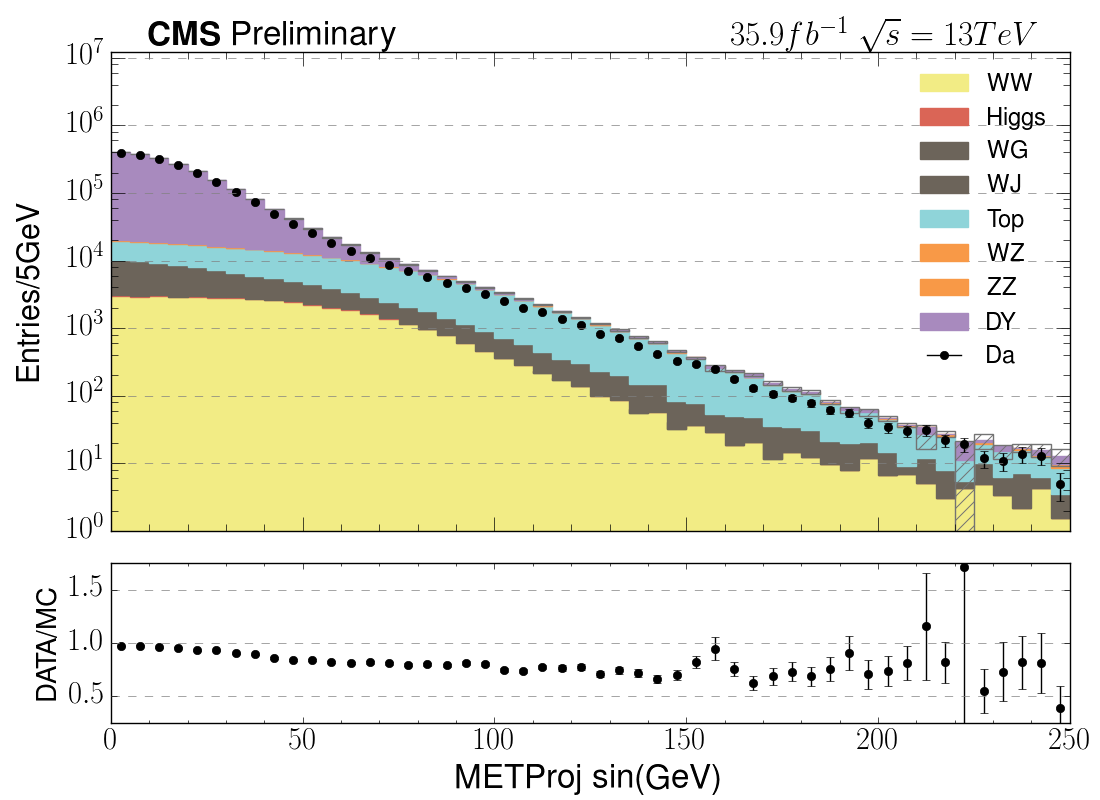 CMS Preliminary
35.9fb⁻¹ √s = 13TeV
Entries/5GeV
10⁷
10⁶
10⁵
10⁴
10³
10²
10¹
10⁰
WW
Higgs
WG
WJ
Top
WZ
ZZ
DY
Da
DATA/MC
1.5
1.0
0.5
0 50 100 150 200 250
METProj sin(GeV)